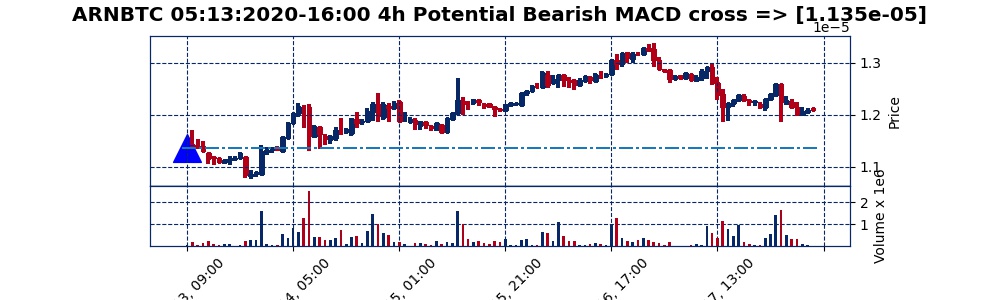 ARNBTC 05:13:2020-16:00 4h Potential Bearish MACD cross => [1.135e-05]
1e−5
1.3
1.2
1.1
Price
2
1
Volume x 1e6
3, 09:00
4, 05:00
5, 01:00
5, 21:00
6, 17:00
7, 13:00